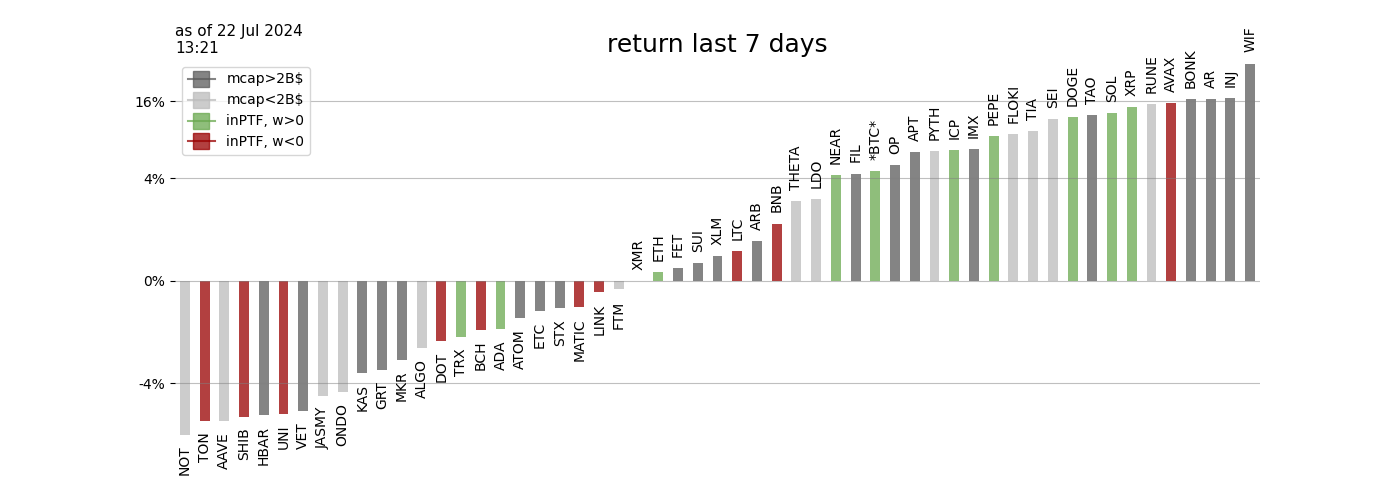 as of 22 Jul 2024
13:21
return last 7 days
mcap>2B$
mcap<2B$
inPTF, w>0
inPTF, w<0
16%
4%
0%
-4%
NOT
TON
AAVE
SHIB
HBAR
UNI
VET
JASMY
ONDO
KAS
GRT
MKR
ALGO
DOT
TRX
BCH
ADA
ATOM
ETC
STX
MATIC
LINK
FTM
XMR
ETH
FET
SUI
XLM
LTC
ARB
BNB
THETA
LDO
NEAR
FIL
*BTC*
OP
APT
PYTH
ICP
IMX
PEPE
FLOKI
TIA
SEI
DOGE
TAO
SOL
XRP
RUNE
AVAX
BONK
AR
INJ
WIF